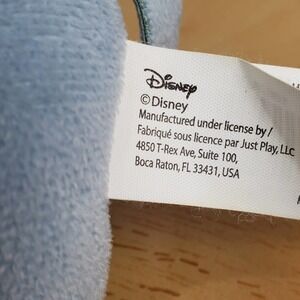 Disney
© Disney
Manufactured under license by /
Fabriqué sous licence par Just Play, LLC
4850 T-Rex Ave, Suite 100,
Boca Raton, FL 33431, USA